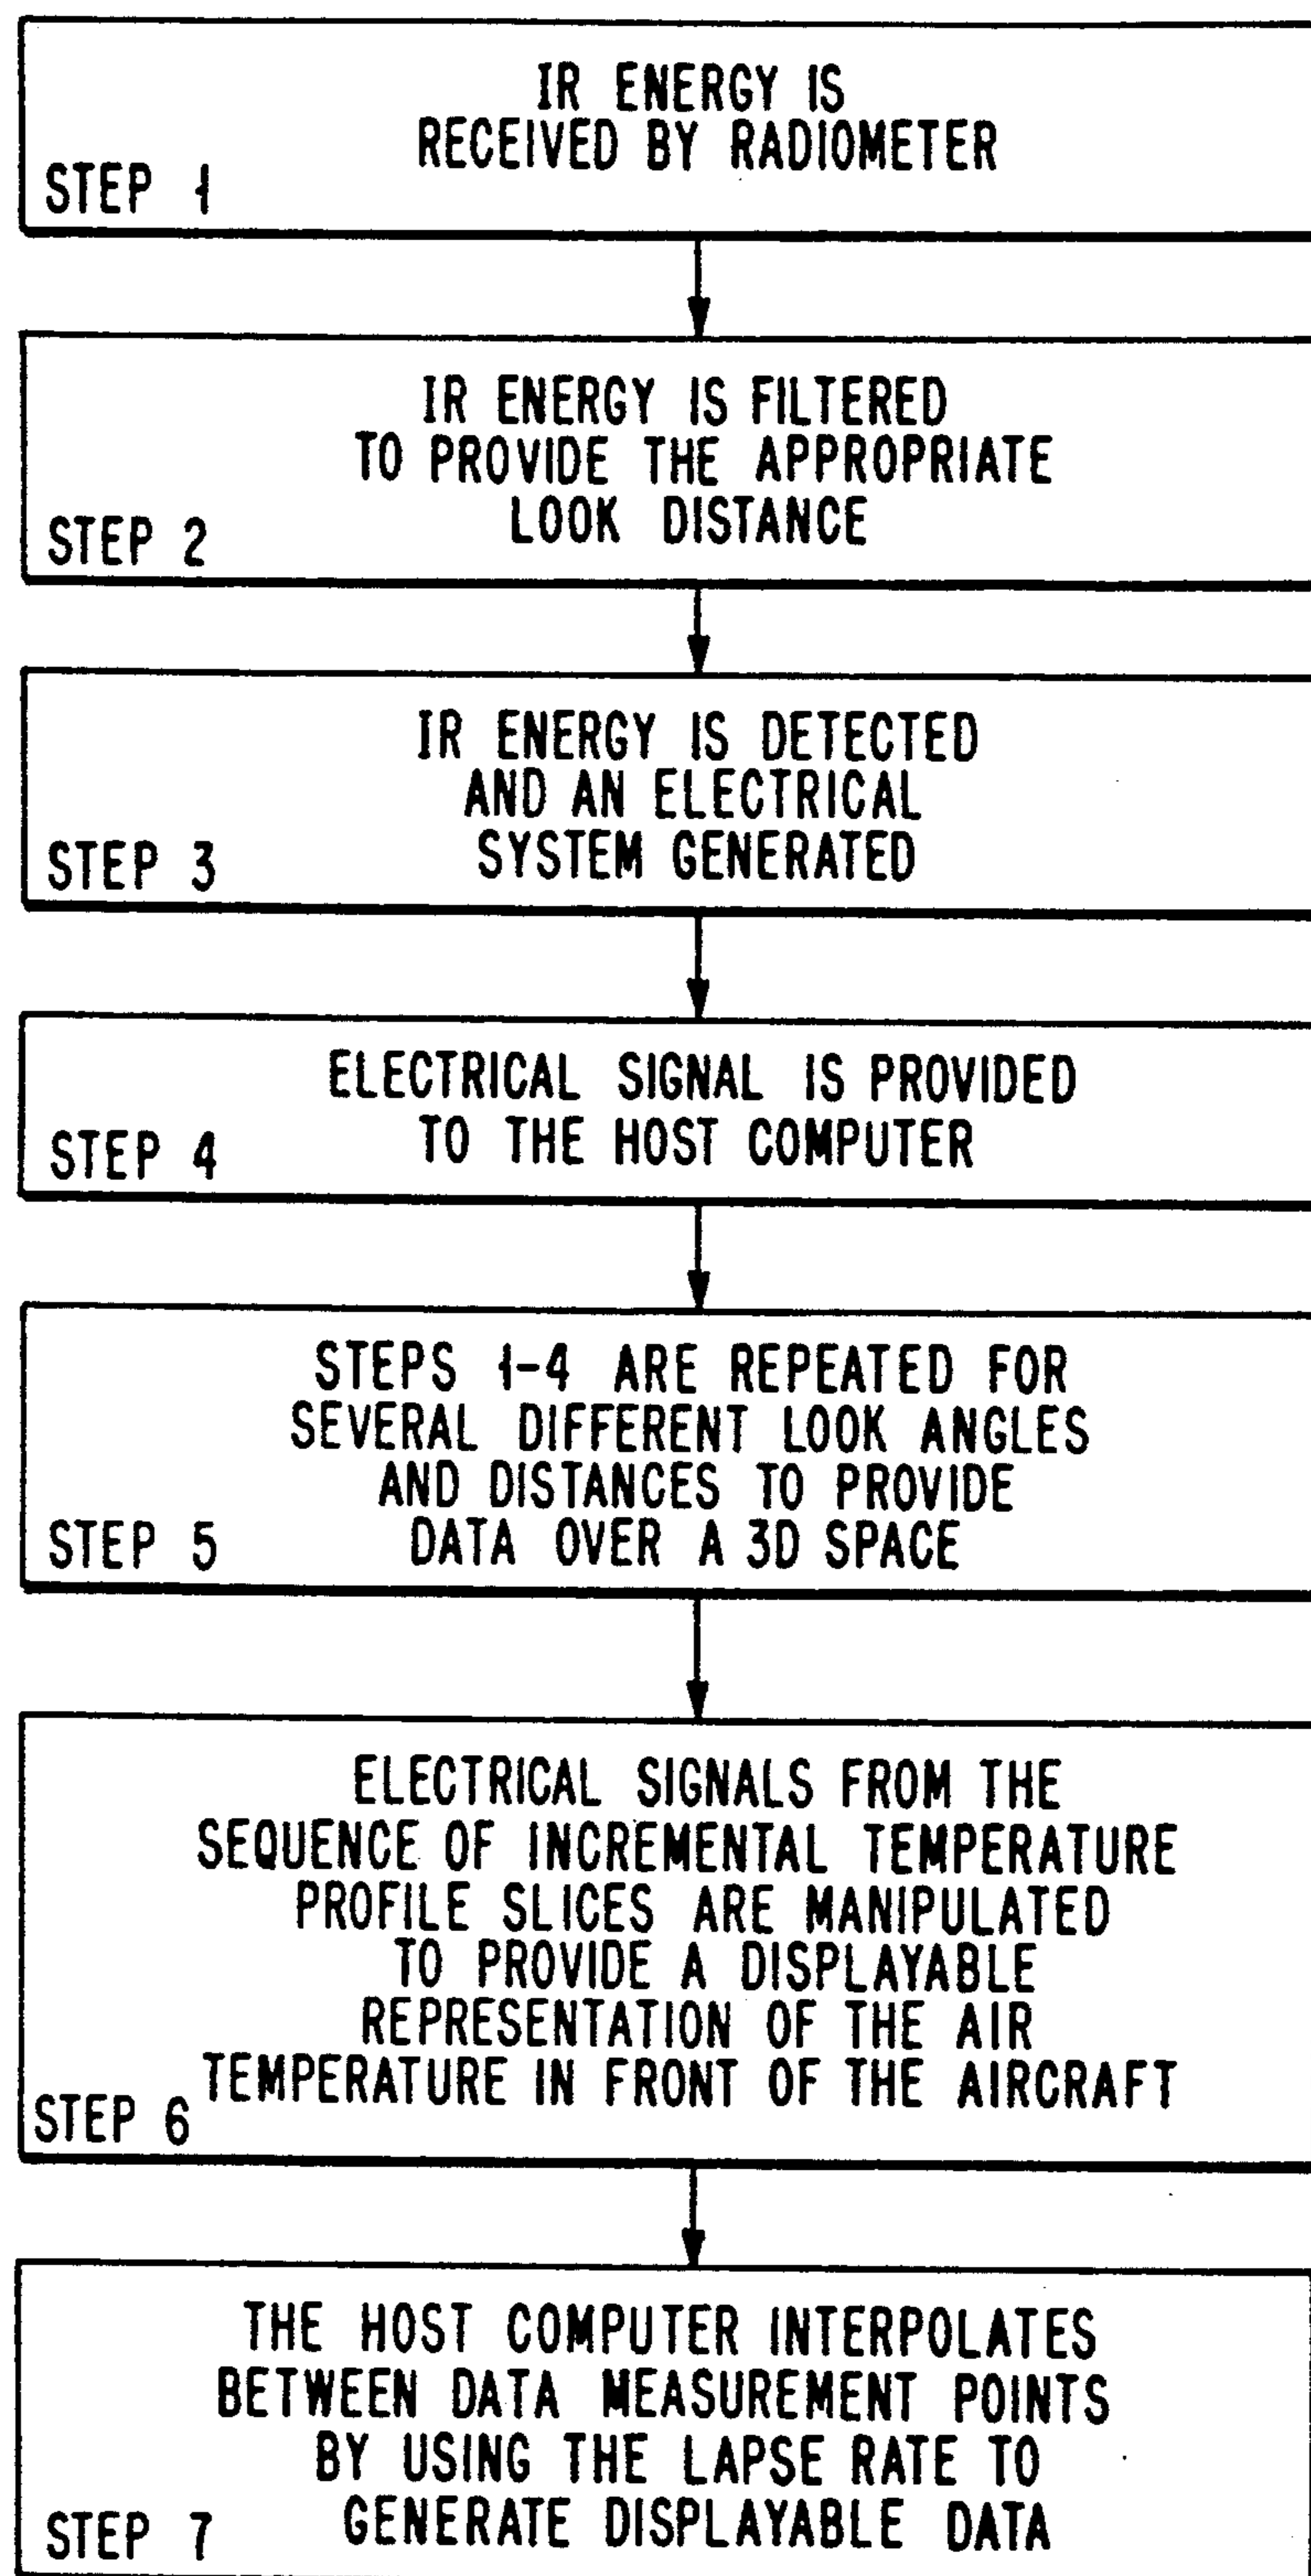 IR ENERGY IS
RECEIVED BY RADIOMETER
STEP 1
IR ENERGY IS FILTERED
TO PROVIDE THE APPROPRIATE
LOOK DISTANCE
STEP 2
IR ENERGY IS DETECTED
AND AN ELECTRICAL
SYSTEM GENERATED
STEP 3
ELECTRICAL SIGNAL IS PROVIDED
TO THE HOST COMPUTER
STEP 4
STEPS 1-4 ARE REPEATED FOR
SEVERAL DIFFERENT LOOK ANGLES
AND DISTANCES TO PROVIDE
DATA OVER A 3D SPACE
STEP 5
ELECTRICAL SIGNALS FROM THE
SEQUENCE OF INCREMENTAL TEMPERATURE
PROFILE SLICES ARE MANIPULATED
TO PROVIDE A DISPLAYABLE
REPRESENTATION OF THE AIR
TEMPERATURE IN FRONT OF THE AIRCRAFT
STEP 6
THE HOST COMPUTER INTERPOLATES
BETWEEN DATA MEASUREMENT POINTS
BY USING THE LAPSE RATE TO
GENERATE DISPLAYABLE DATA
STEP 7